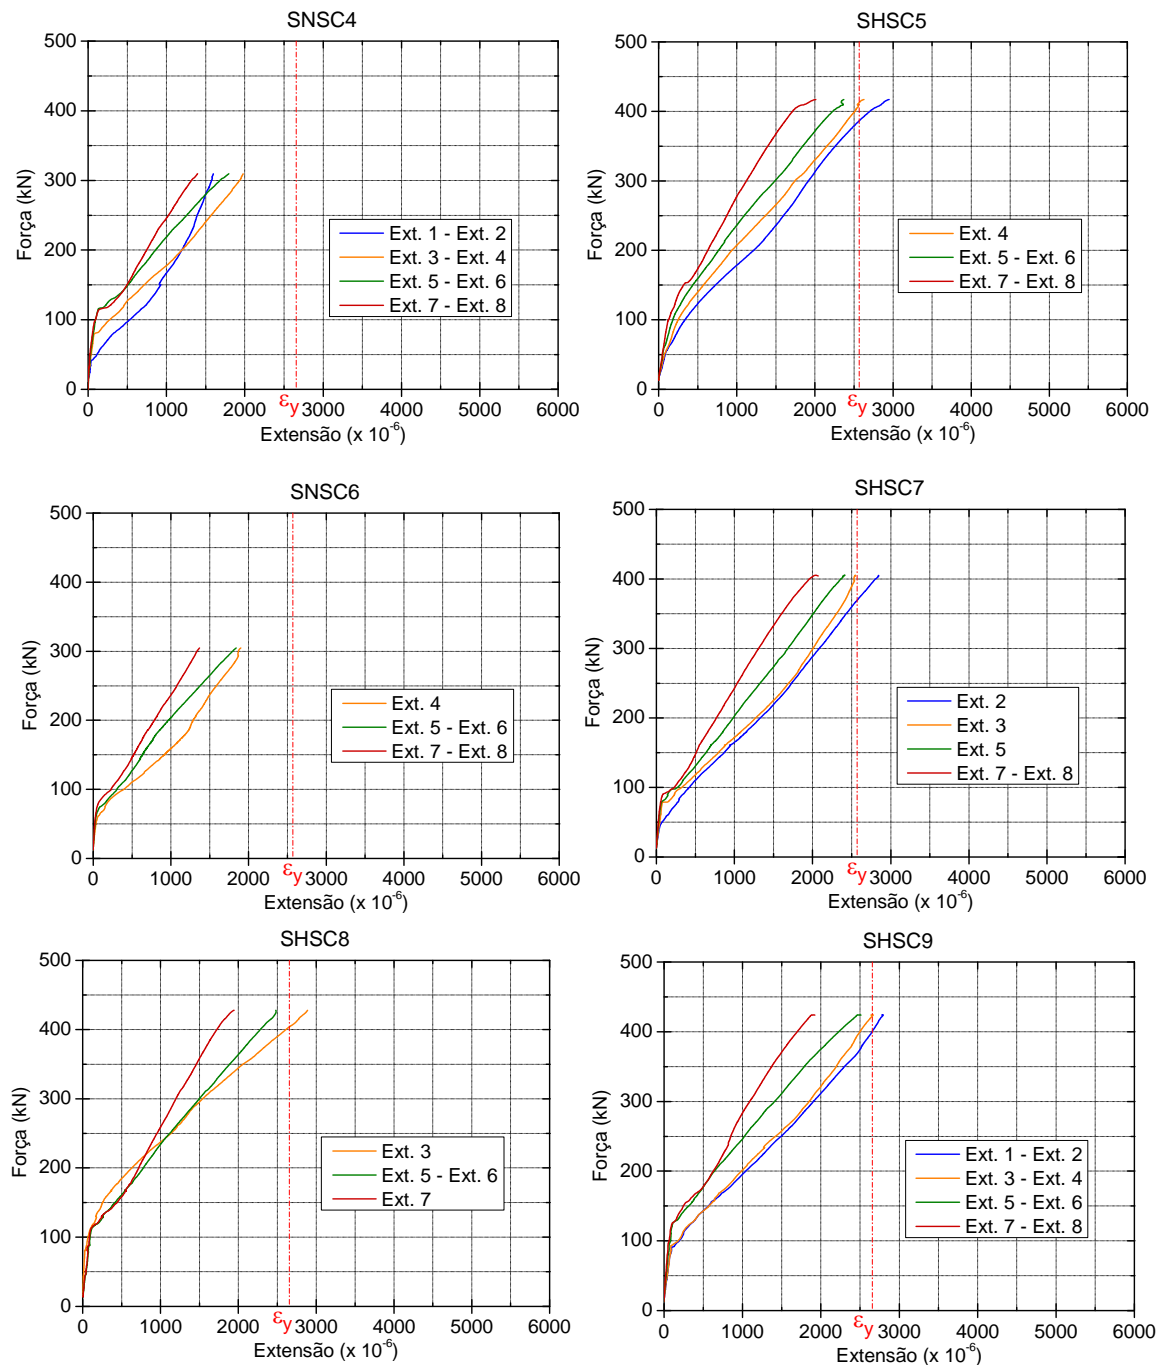 SNSC4
500
400
300
200
100
0
Força (kN)
Ext. 1 - Ext. 2
Ext. 3 - Ext. 4
Ext. 5 - Ext. 6
Ext. 7 - Ext. 8
0 1000 2000 3000 4000 5000 6000
εy
Extensão (x 10-6)
SHSC5
500
400
300
200
100
0
Força (kN)
Ext. 4
Ext. 5 - Ext. 6
Ext. 7 - Ext. 8
0 1000 2000 3000 4000 5000 6000
εy
Extensão (x 10-6)
SNSC6
500
400
300
200
100
0
Força (kN)
Ext. 4
Ext. 5 - Ext. 6
Ext. 7 - Ext. 8
0 1000 2000 3000 4000 5000 6000
εy
Extensão (x 10-6)
SHSC7
500
400
300
200
100
0
Força (kN)
Ext. 2
Ext. 3
Ext. 5
Ext. 7 - Ext. 8
0 1000 2000 3000 4000 5000 6000
εy
Extensão (x 10-6)
SHSC8
500
400
300
200
100
0
Força (kN)
Ext. 3
Ext. 5 - Ext. 6
Ext. 7
0 1000 2000 3000 4000 5000 6000
εy
Extensão (x 10-6)
SHSC9
500
400
300
200
100
0
Força (kN)
Ext. 1 - Ext. 2
Ext. 3 - Ext. 4
Ext. 5 - Ext. 6
Ext. 7 - Ext. 8
0 1000 2000 3000 4000 5000 6000
εy
Extensão (x 10-6)